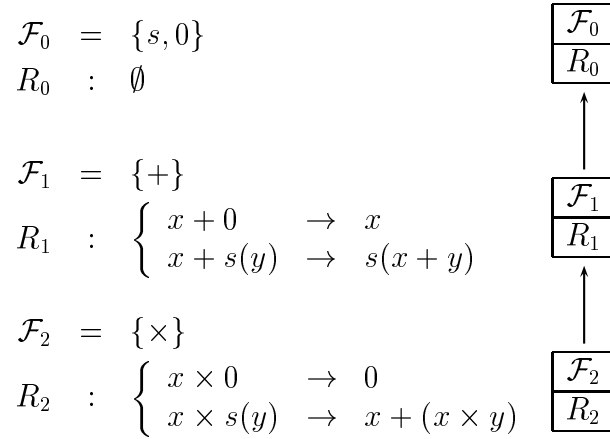 𝓕₀ = {s, 0}
R₀ : ∅
𝓕₁ = {+}
R₁ : { x + 0 → x
x + s(y) → s(x + y)
𝓕₂ = {×}
R₂ : { x × 0 → 0
x × s(y) → x + (x × y)
𝓕₀
R₀
𝓕₁
R₁
𝓕₂
R₂